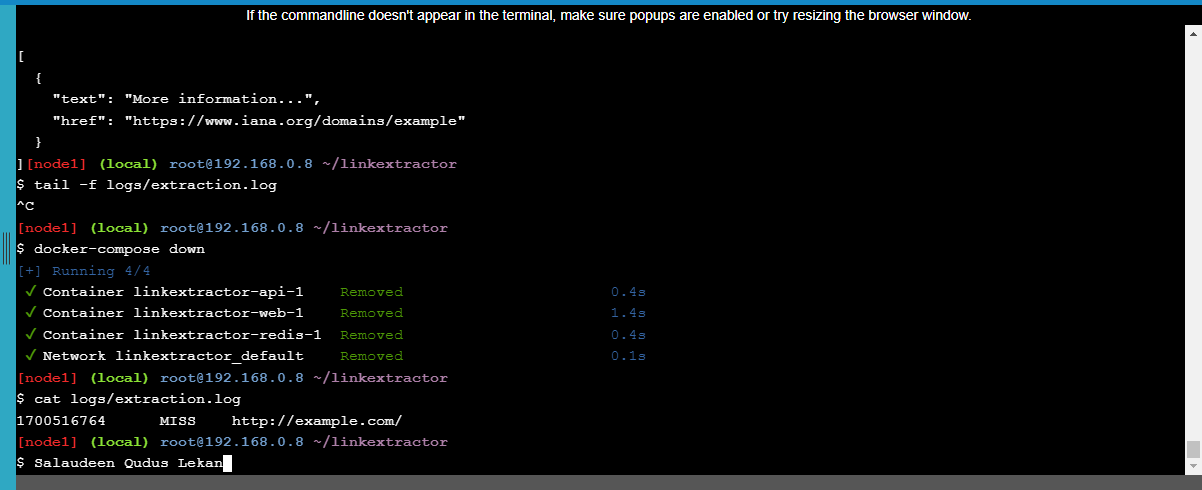 If the commandline doesn't appear in the terminal, make sure popups are enabled or try resizing the browser window.
[
  {
    "text": "More information...",
    "href": "https://www.iana.org/domains/example"
  }
][node1] (local) root@192.168.0.8 ~/linkextractor
$ tail -f logs/extraction.log
^C
[node1] (local) root@192.168.0.8 ~/linkextractor
$ docker-compose down
[+] Running 4/4
 ✓ Container linkextractor-api-1    Removed                       0.4s
 ✓ Container linkextractor-web-1    Removed                       1.4s
 ✓ Container linkextractor-redis-1  Removed                       0.4s
 ✓ Network linkextractor_default    Removed                       0.1s
[node1] (local) root@192.168.0.8 ~/linkextractor
$ cat logs/extraction.log
1700516764      MISS    http://example.com/
[node1] (local) root@192.168.0.8 ~/linkextractor
$ Salaudeen Qudus Lekan